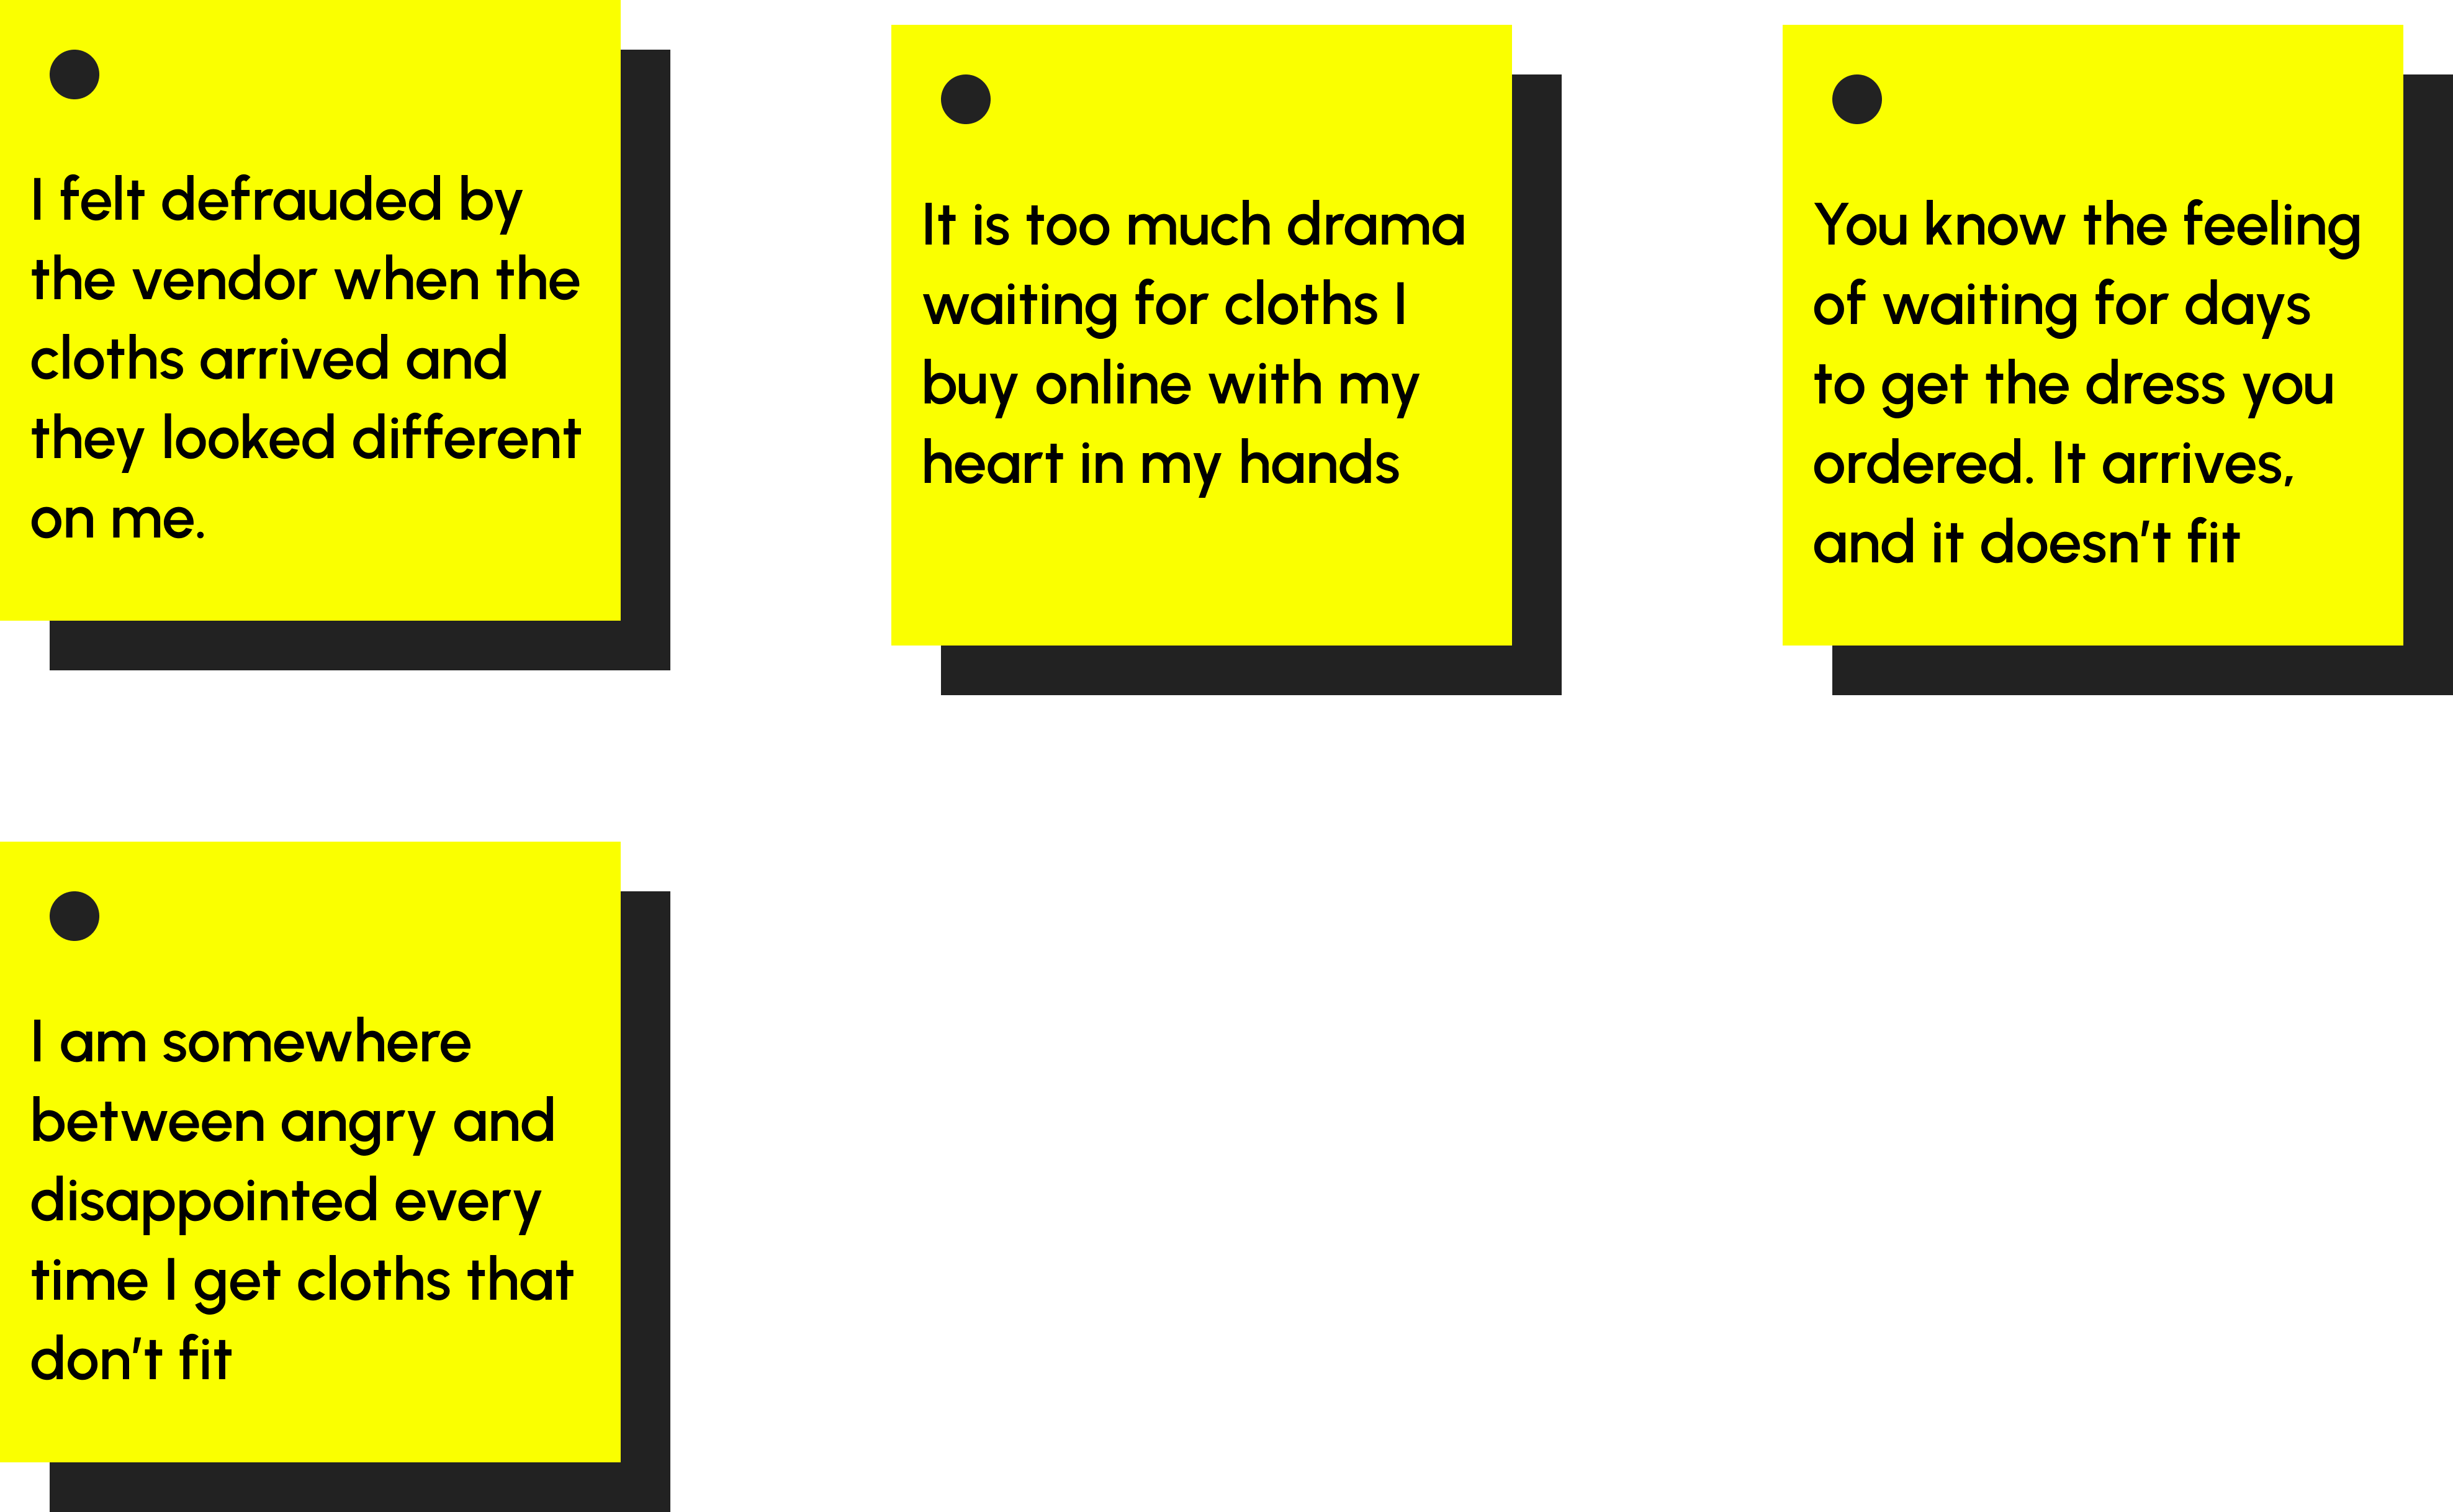 I felt defrauded by
the vendor when the
cloths arrived and
they looked different
on me.
It is too much drama
waiting for cloths I
buy online with my
heart in my hands
You know the feeling
of waiting for days
to get the dress you
ordered. It arrives,
and it doesn't fit
I am somewhere
between angry and
disappointed every
time I get cloths that
don't fit